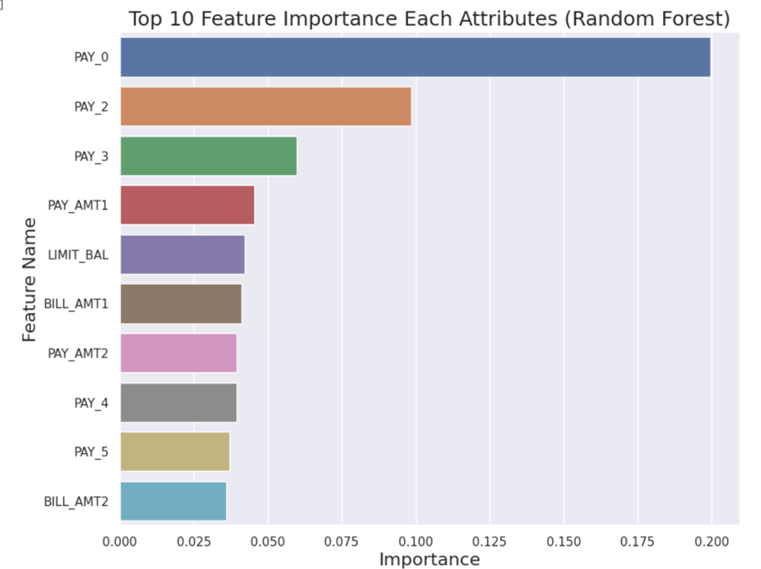 ]
Top 10 Feature Importance Each Attributes (Random Forest)
PAY_0
PAY_2
PAY_3
PAY_AMT1
LIMIT_BAL
BILL_AMT1
PAY_AMT2
PAY_4
PAY_5
BILL_AMT2
Feature Name
0.000 0.025 0.050 0.075 0.100 0.125 0.150 0.175 0.200
Importance